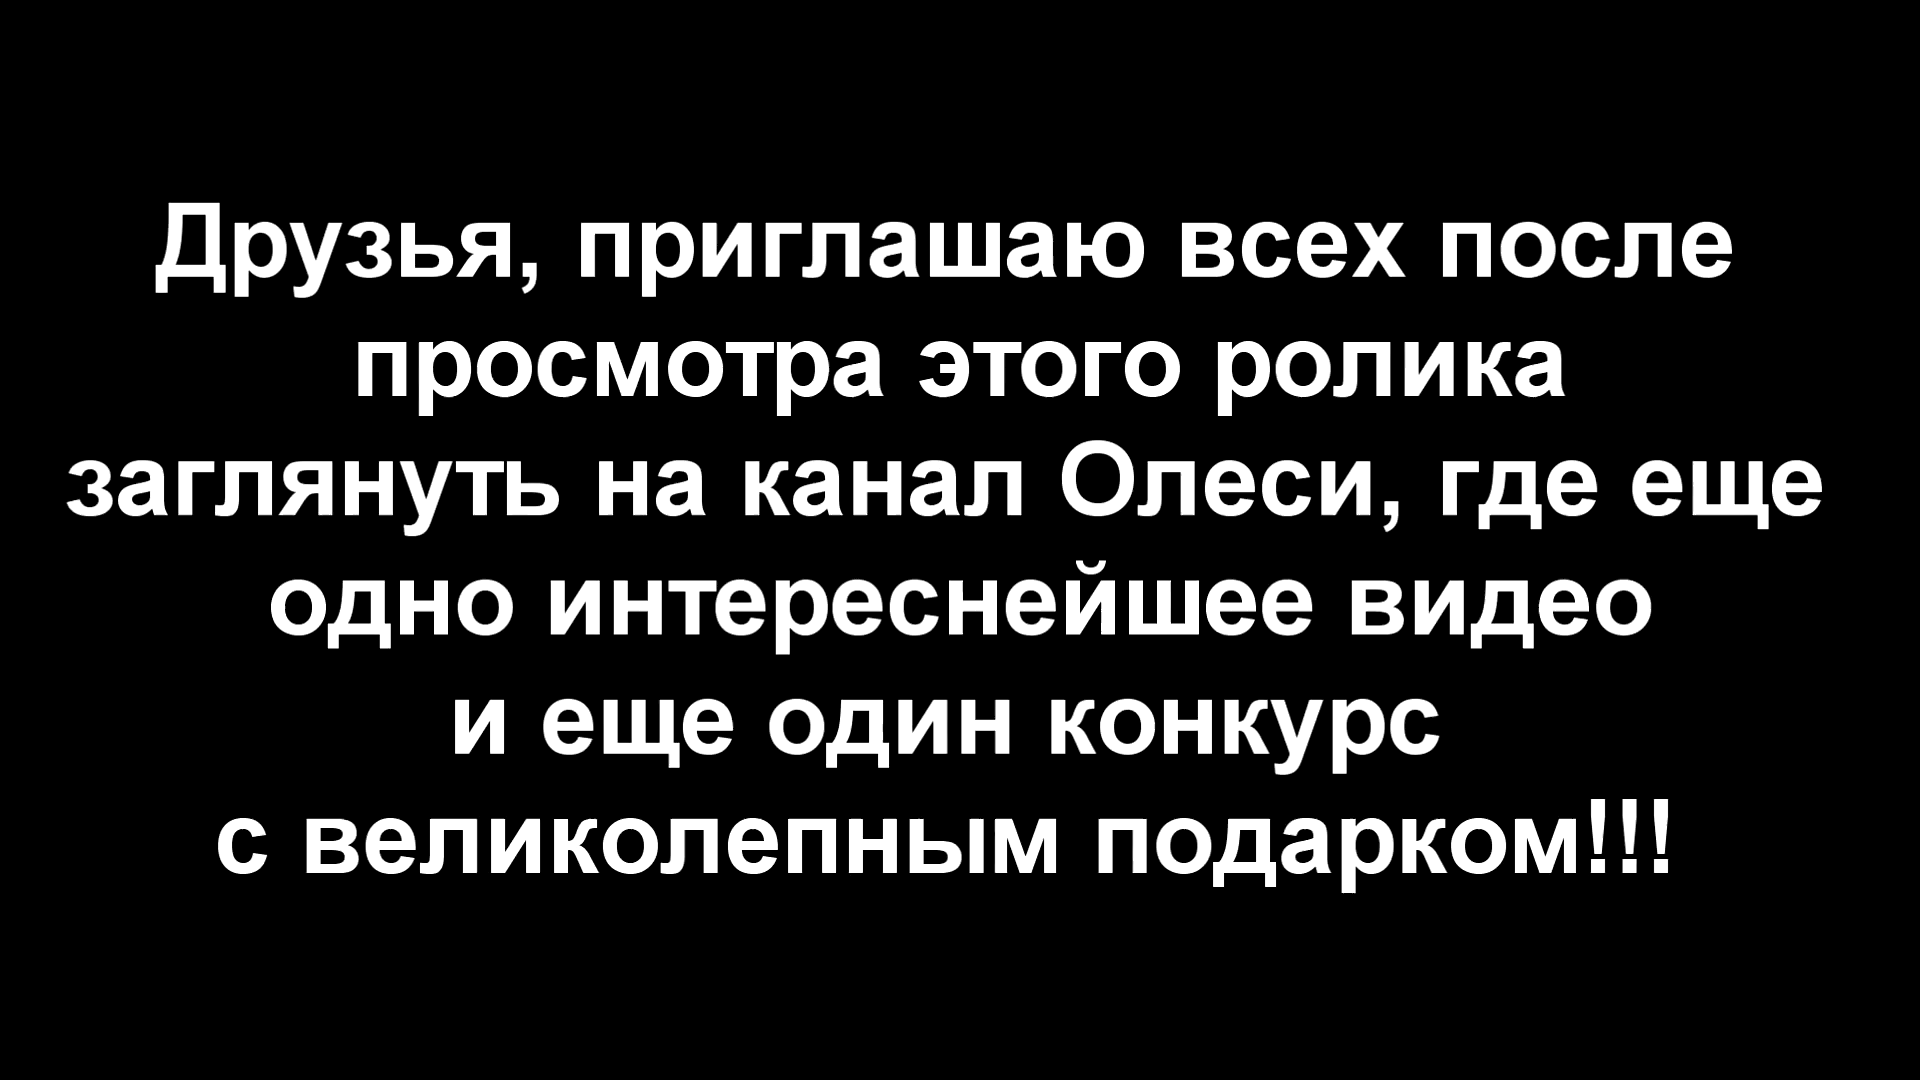 Друзья, приглашаю всех после
просмотра этого ролика
заглянуть на канал Олеси, где еще
одно интереснейшее видео
и еще один конкурс
с великолепным подарком!!!